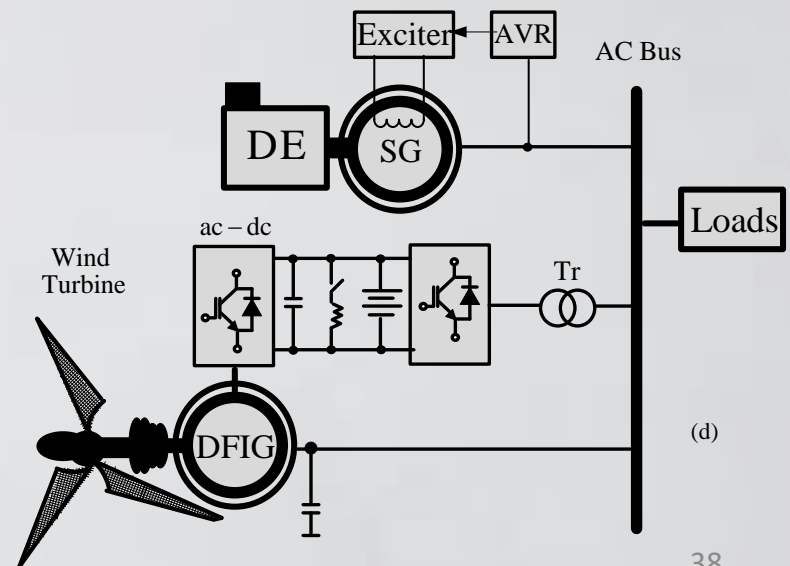 Exciter
AVR
AC Bus
DE
SG
Loads
ac – dc
Wind
Turbine
Tr
DFIG
(d)
38